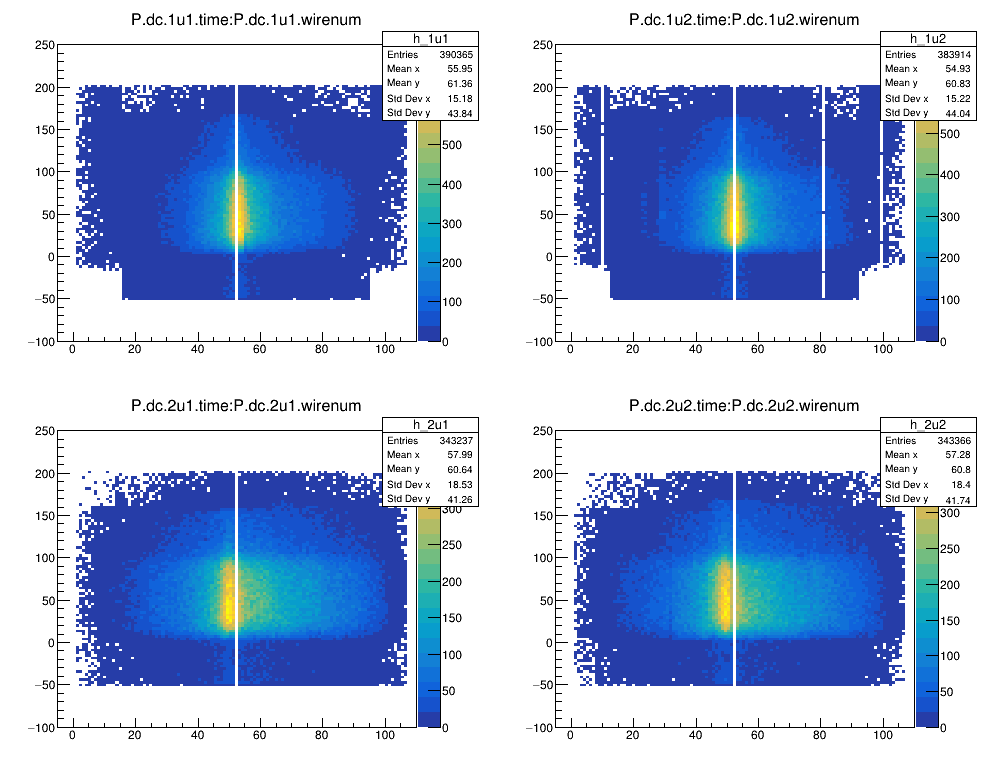 P.dc.1u1.time:P.dc.1u1.wirenum
h_1u1
Entries 390365
Mean x 55.95
Mean y 61.36
Std Dev x 15.18
Std Dev y 43.84
250
200
150
100
50
0
−50
−100
0 20 40 60 80 100
500
400
300
200
100
0
P.dc.1u2.time:P.dc.1u2.wirenum
h_1u2
Entries 383914
Mean x 54.93
Mean y 60.83
Std Dev x 15.22
Std Dev y 44.04
250
200
150
100
50
0
−50
−100
0 20 40 60 80 100
500
400
300
200
100
0
P.dc.2u1.time:P.dc.2u1.wirenum
h_2u1
Entries 343237
Mean x 57.99
Mean y 60.64
Std Dev x 18.53
Std Dev y 41.26
250
200
150
100
50
0
−50
−100
0 20 40 60 80 100
300
250
200
150
100
50
0
P.dc.2u2.time:P.dc.2u2.wirenum
h_2u2
Entries 343366
Mean x 57.28
Mean y 60.8
Std Dev x 18.4
Std Dev y 41.74
250
200
150
100
50
0
−50
−100
0 20 40 60 80 100
300
250
200
150
100
50
0